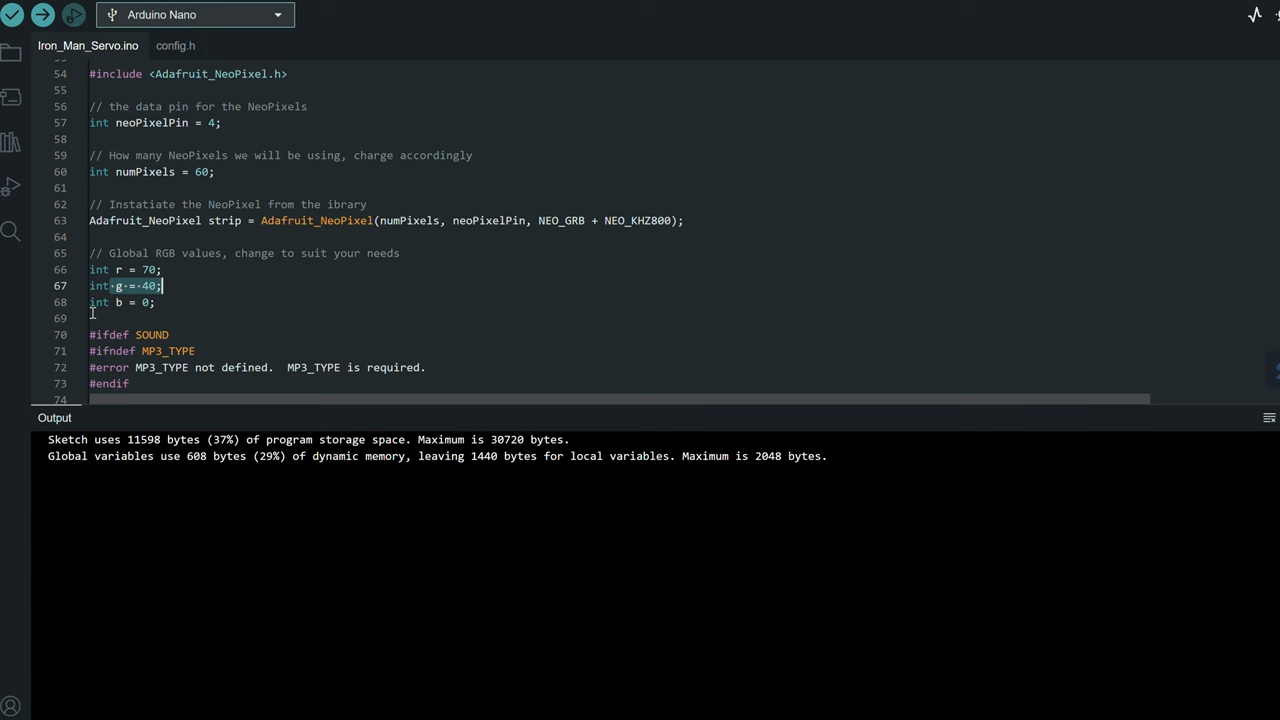 Arduino Nano
Iron_Man_Servo.ino config.h
54 #include <Adafruit_NeoPixel.h>
55
56 // the data pin for the NeoPixels
57 int neoPixelPin = 4;
58
59 // How many NeoPixels we will be using, charge accordingly
60 int numPixels = 60;
61
62 // Instatiate the NeoPixel from the ibrary
63 Adafruit_NeoPixel strip = Adafruit_NeoPixel(numPixels, neoPixelPin, NEO_GRB + NEO_KHZ800);
64
65 // Global RGB values, change to suit your needs
66 int r = 70;
67 int·g·=·40;
68 int b = 0;
69
70 #ifdef SOUND
71 #ifndef MP3_TYPE
72 #error MP3_TYPE not defined.  MP3_TYPE is required.
73 #endif
74
Output
Sketch uses 11598 bytes (37%) of program storage space. Maximum is 30720 bytes.
Global variables use 608 bytes (29%) of dynamic memory, leaving 1440 bytes for local variables. Maximum is 2048 bytes.